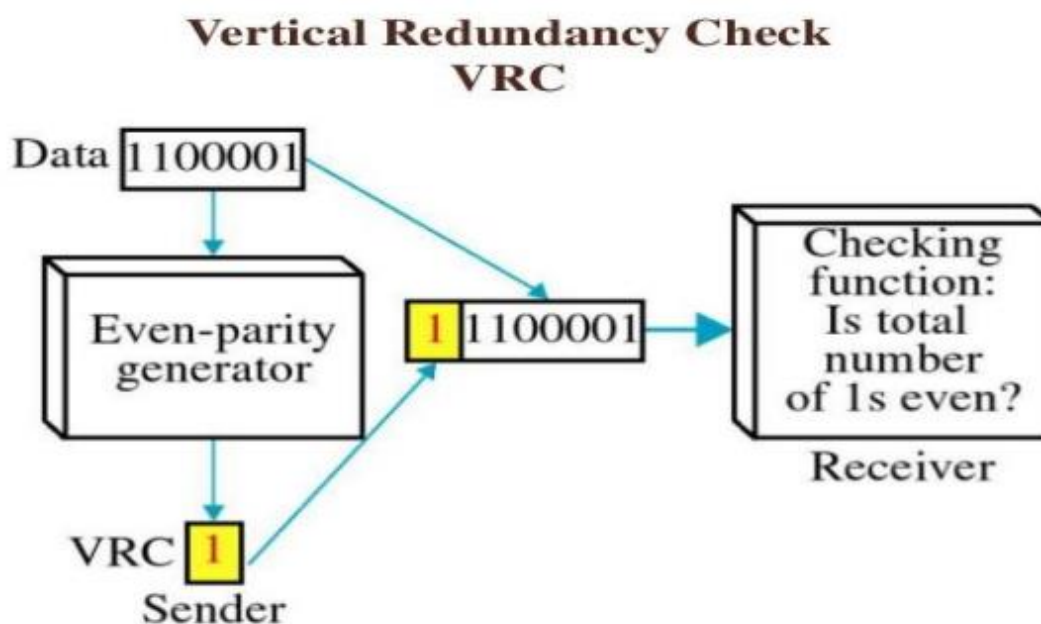 Vertical Redundancy Check
VRC
Data 1100001
Even-parity
generator
1 1100001
Checking
function:
Is total
number
of 1s even?
Receiver
VRC 1
Sender